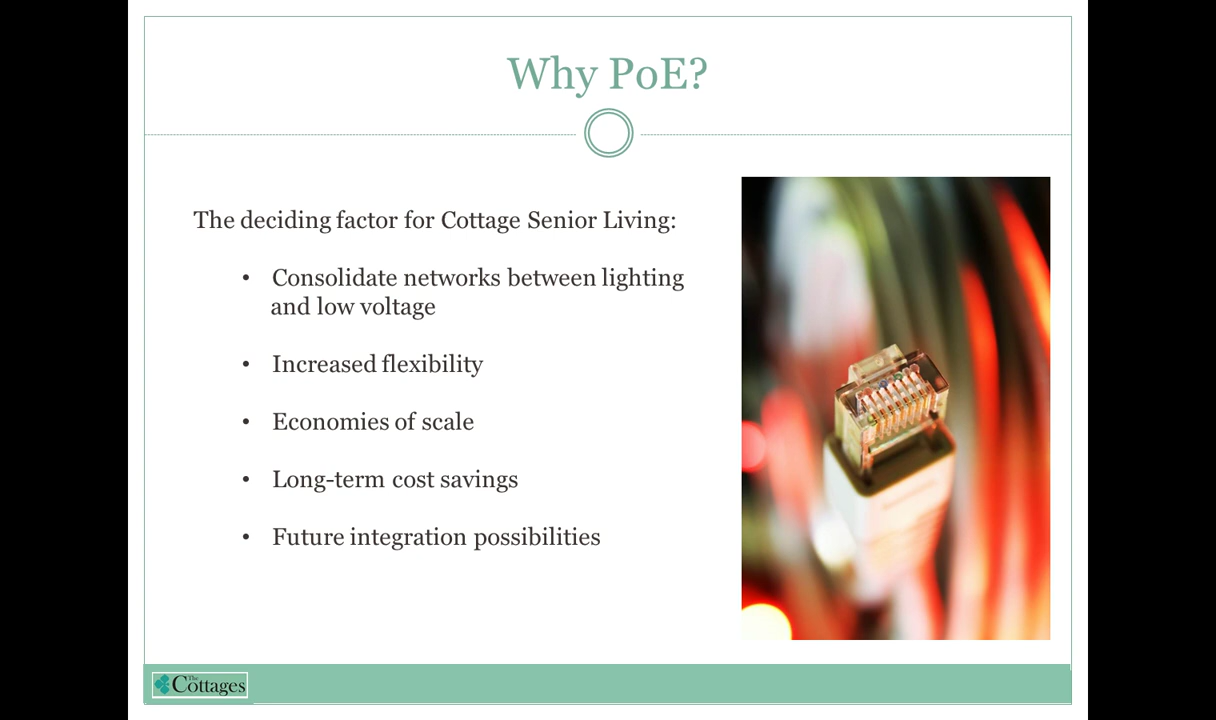 Why PoE?
The deciding factor for Cottage Senior Living:
• Consolidate networks between lighting
and low voltage
• Increased flexibility
• Economies of scale
• Long-term cost savings
• Future integration possibilities
The
Cottages